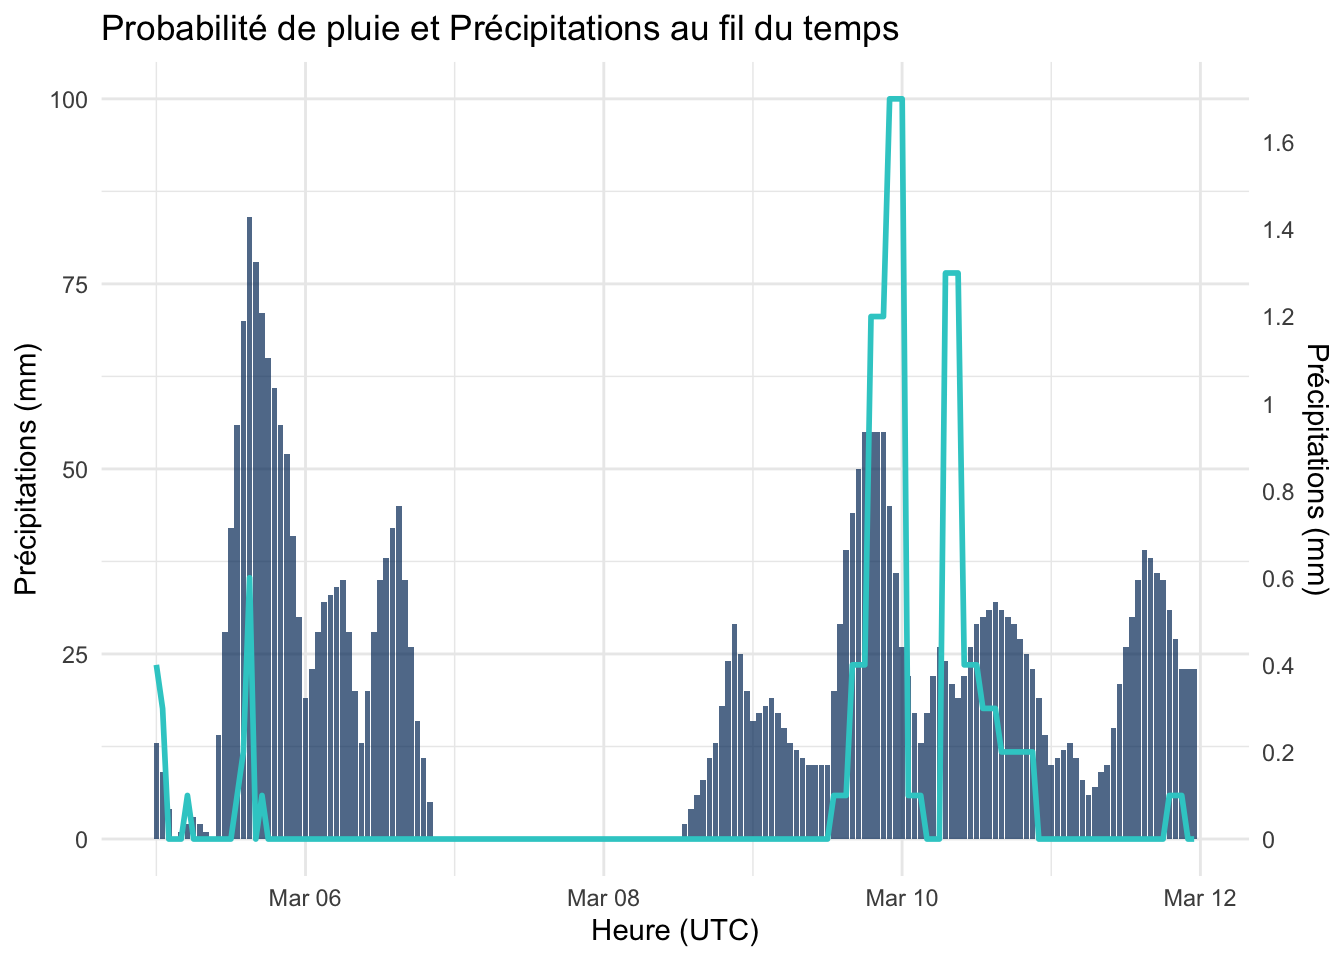 Probabilité de pluie et Précipitations au fil du temps
Précipitations (mm)
100
75
50
25
0
1.6
1.4
1.2
1
0.8
0.6
0.4
0.2
0
Précipitations (mm)
Mar 06
Mar 08
Mar 10
Mar 12
Heure (UTC)